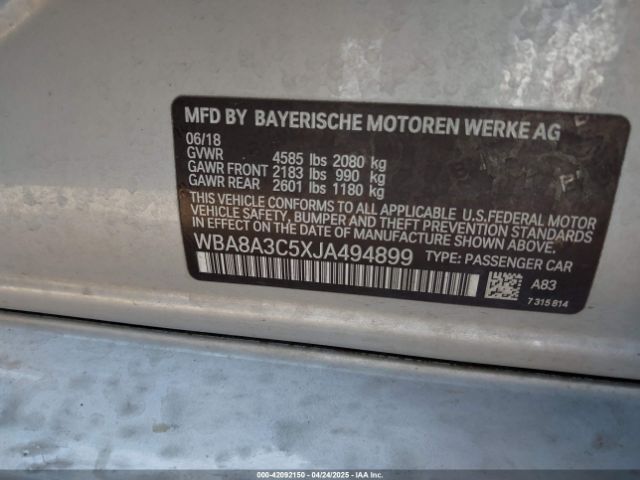 MFD BY BAYERISCHE MOTOREN WERKE AG
06/18
GVWR 4585 lbs 2080 kg
GAWR FRONT 2183 lbs 990 kg
GAWR REAR 2601 lbs 1180 kg
THIS VEHICLE CONFORMS TO ALL APPLICABLE U.S.FEDERAL MOTOR
VEHICLE SAFETY, BUMPER AND THEFT PREVENTION STANDARDS
IN EFFECT ON THE DATE OF MANUFACTURE SHOWN ABOVE.
WBA8A3C5XJA494899 TYPE: PASSENGER CAR
A83
7 315 814
000-42092150 - 04/24/2025 - IAA Inc.